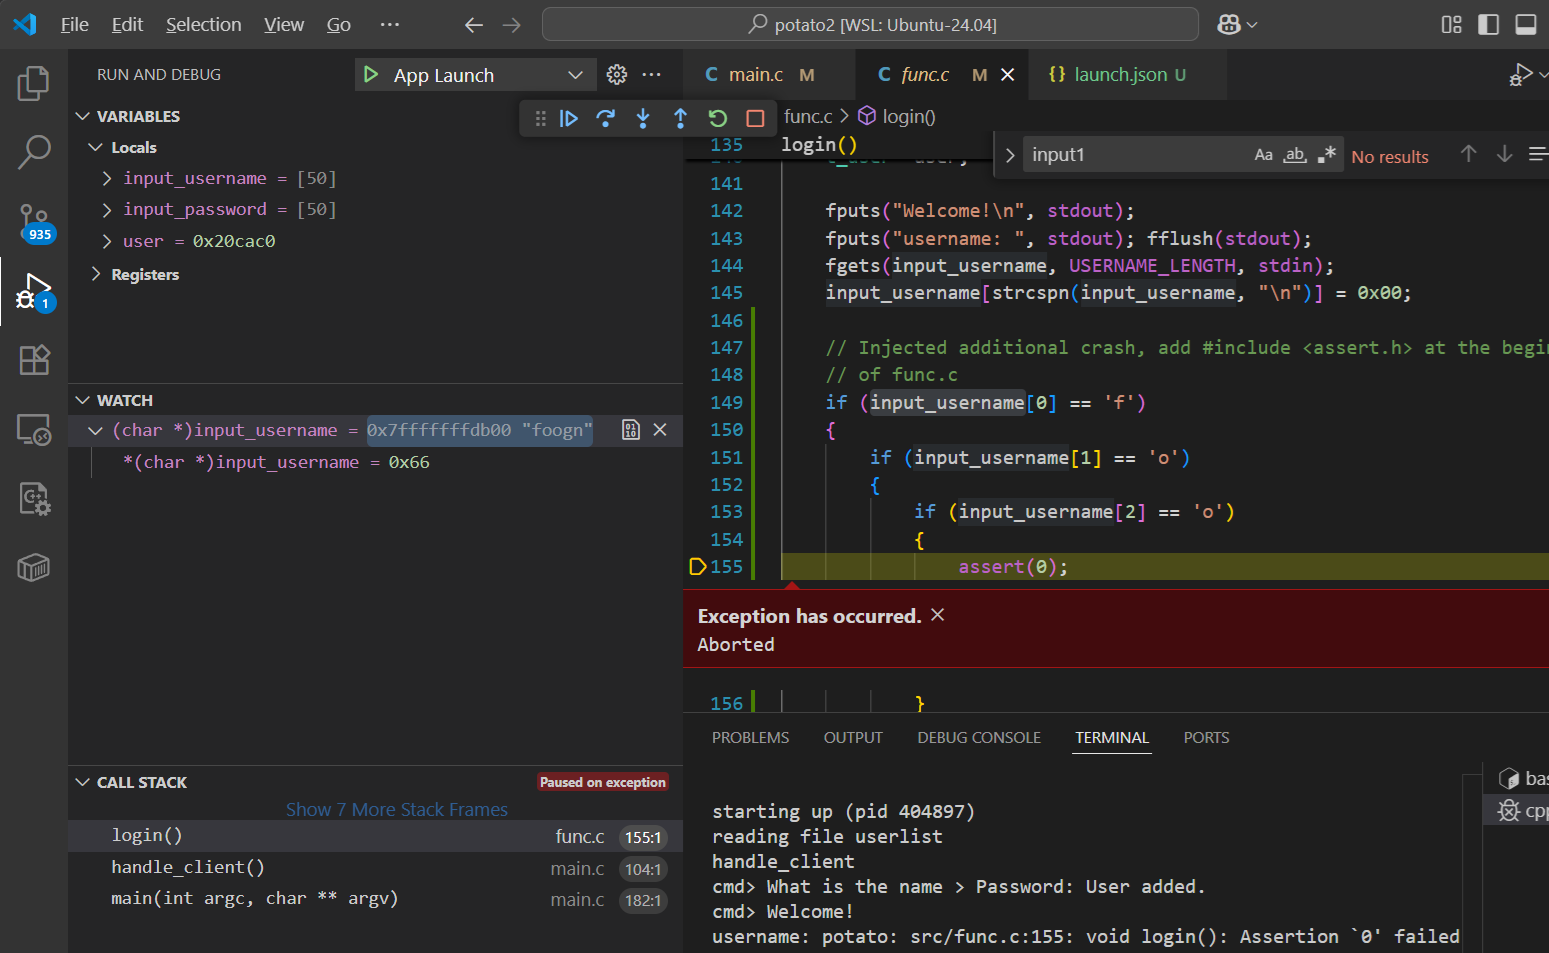 File Edit Selection View Go ··· potato2 [WSL: Ubuntu-24.04]
RUN AND DEBUG App Launch ···
main.c M func.c M launch.json U
func.c > login()
135 login()
input1 Aa ab .* No results
VARIABLES
Locals
input_username = [50]
input_password = [50]
user = 0x20cac0
Registers
WATCH
(char *)input_username = 0x7fffffffdb00 "foogn"
*(char *)input_username = 0x66
CALL STACK Paused on exception
Show 7 More Stack Frames
login() func.c 155:1
handle_client() main.c 104:1
main(int argc, char ** argv) main.c 182:1
935
1
141
142 fputs("Welcome!\n", stdout);
143 fputs("username: ", stdout); fflush(stdout);
144 fgets(input_username, USERNAME_LENGTH, stdin);
145 input_username[strcspn(input_username, "\n")] = 0x00;
146
147 // Injected additional crash, add #include <assert.h> at the begi
148 // of func.c
149 if (input_username[0] == 'f')
150 {
151 if (input_username[1] == 'o')
152 {
153 if (input_username[2] == 'o')
154 {
155 assert(0);
Exception has occurred.
Aborted
156 }
PROBLEMS OUTPUT DEBUG CONSOLE TERMINAL PORTS
starting up (pid 404897)
reading file userlist
handle_client
cmd> What is the name > Password: User added.
cmd> Welcome!
username: potato: src/func.c:155: void login(): Assertion `0' failed
bas
cpp